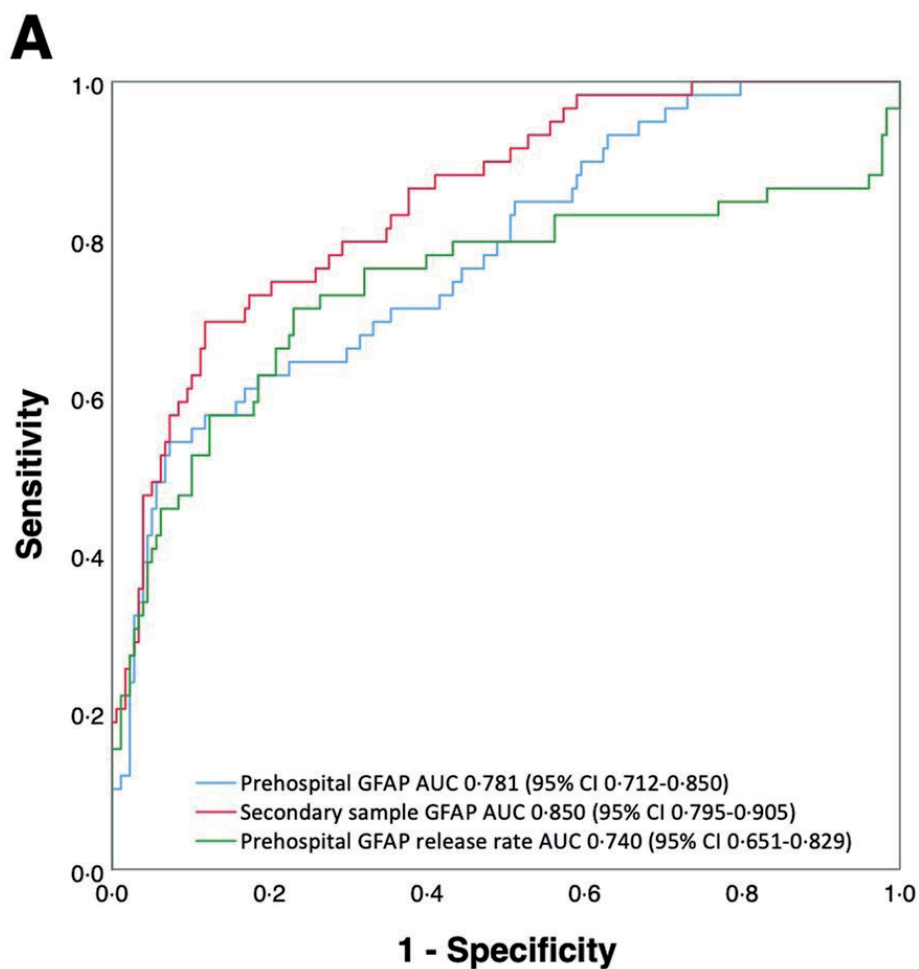 A
1·0
0·8
0·6
0·4
0·2
0·0
Sensitivity
Prehospital GFAP AUC 0·781 (95% CI 0·712-0·850)
Secondary sample GFAP AUC 0·850 (95% CI 0·795-0·905)
Prehospital GFAP release rate AUC 0·740 (95% CI 0·651-0·829)
0·0 0·2 0·4 0·6 0·8 1·0
1 - Specificity